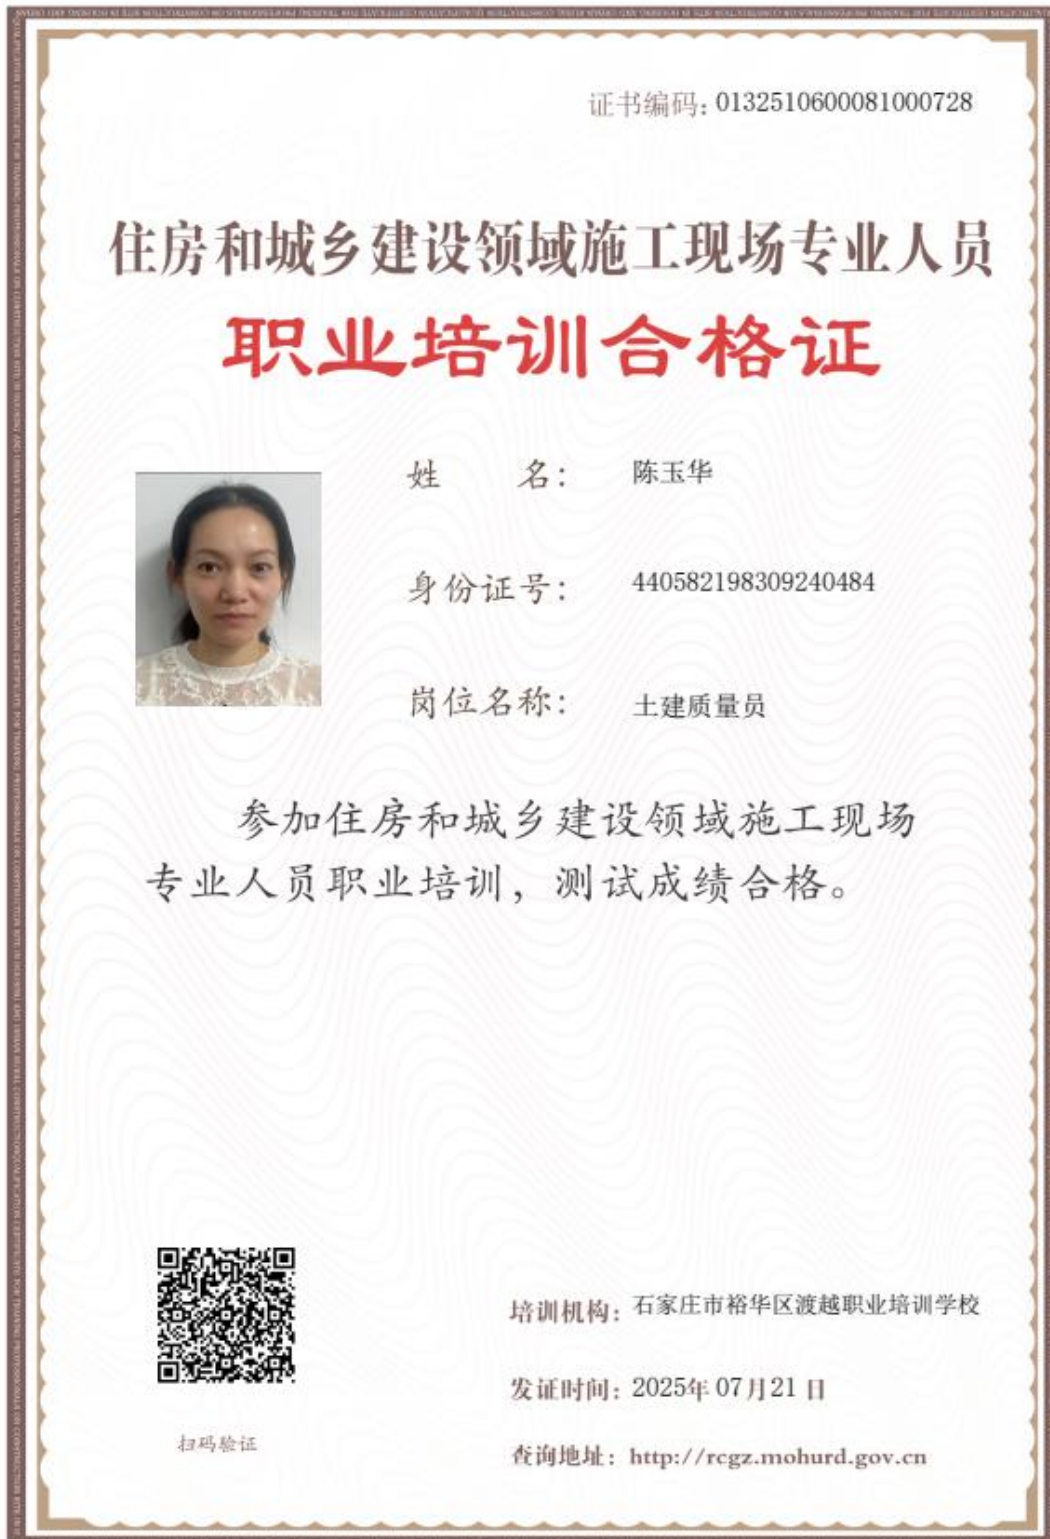 证书编码: 0132510600081000728
住房和城乡建设领域施工现场专业人员
职业培训合格证
姓 名： 陈玉华
身份证号： 440582198309240484
岗位名称： 土建质量员
参加住房和城乡建设领域施工现场
专业人员职业培训，测试成绩合格。
培训机构: 石家庄市裕华区渡越职业培训学校
发证时间: 2025年 07月21 日
扫码验证
查询地址: http://rcgz.mohurd.gov.cn